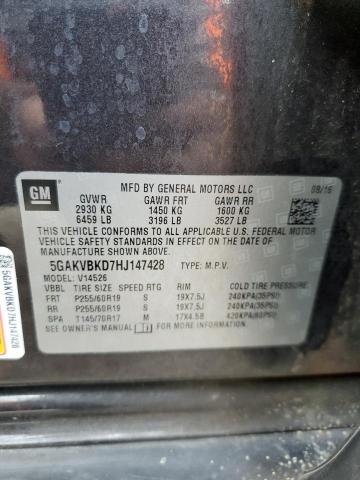 GM
MFD BY GENERAL MOTORS LLC
08/16
GVWR GAWR FRT GAWR RR
2930 KG 1450 KG 1600 KG
6459 LB 3196 LB 3527 LB
THIS VEHICLE CONFORMS TO ALL APPLICABLE U.S. FEDERAL MOTOR
VEHICLE SAFETY STANDARDS IN EFFECT ON THE DATE OF
MANUFACTURE SHOWN ABOVE.
5GAKVBKD7HJ147428 TYPE: M.P.V.
MODEL: V14526
VBBL TIRE SIZE SPEED RTG RIM COLD TIRE PRESSURE
FRT P255/60R19 S 19X7.5J 240KPA(35PSI)
RR P255/60R19 S 19X7.5J 240KPA(35PSI)
SPA T145/70R17 M 17X4.5B 420KPA(60PSI)
SEE OWNER'S MANUAL FOR ADDITIONAL INFORMATION.
5GAKVBKD7HJ147428